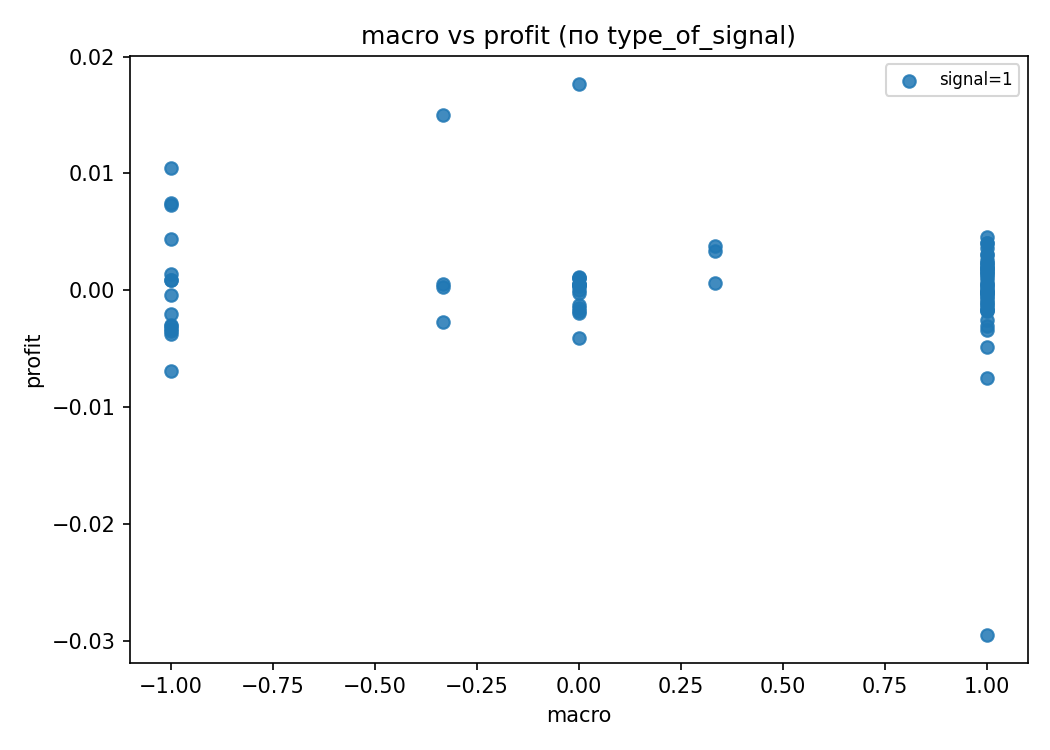 macro vs profit (по type_of_signal)
signal=1
profit
0.02
0.01
0.00
−0.01
−0.02
−0.03
−1.00 −0.75 −0.50 −0.25 0.00 0.25 0.50 0.75 1.00
macro